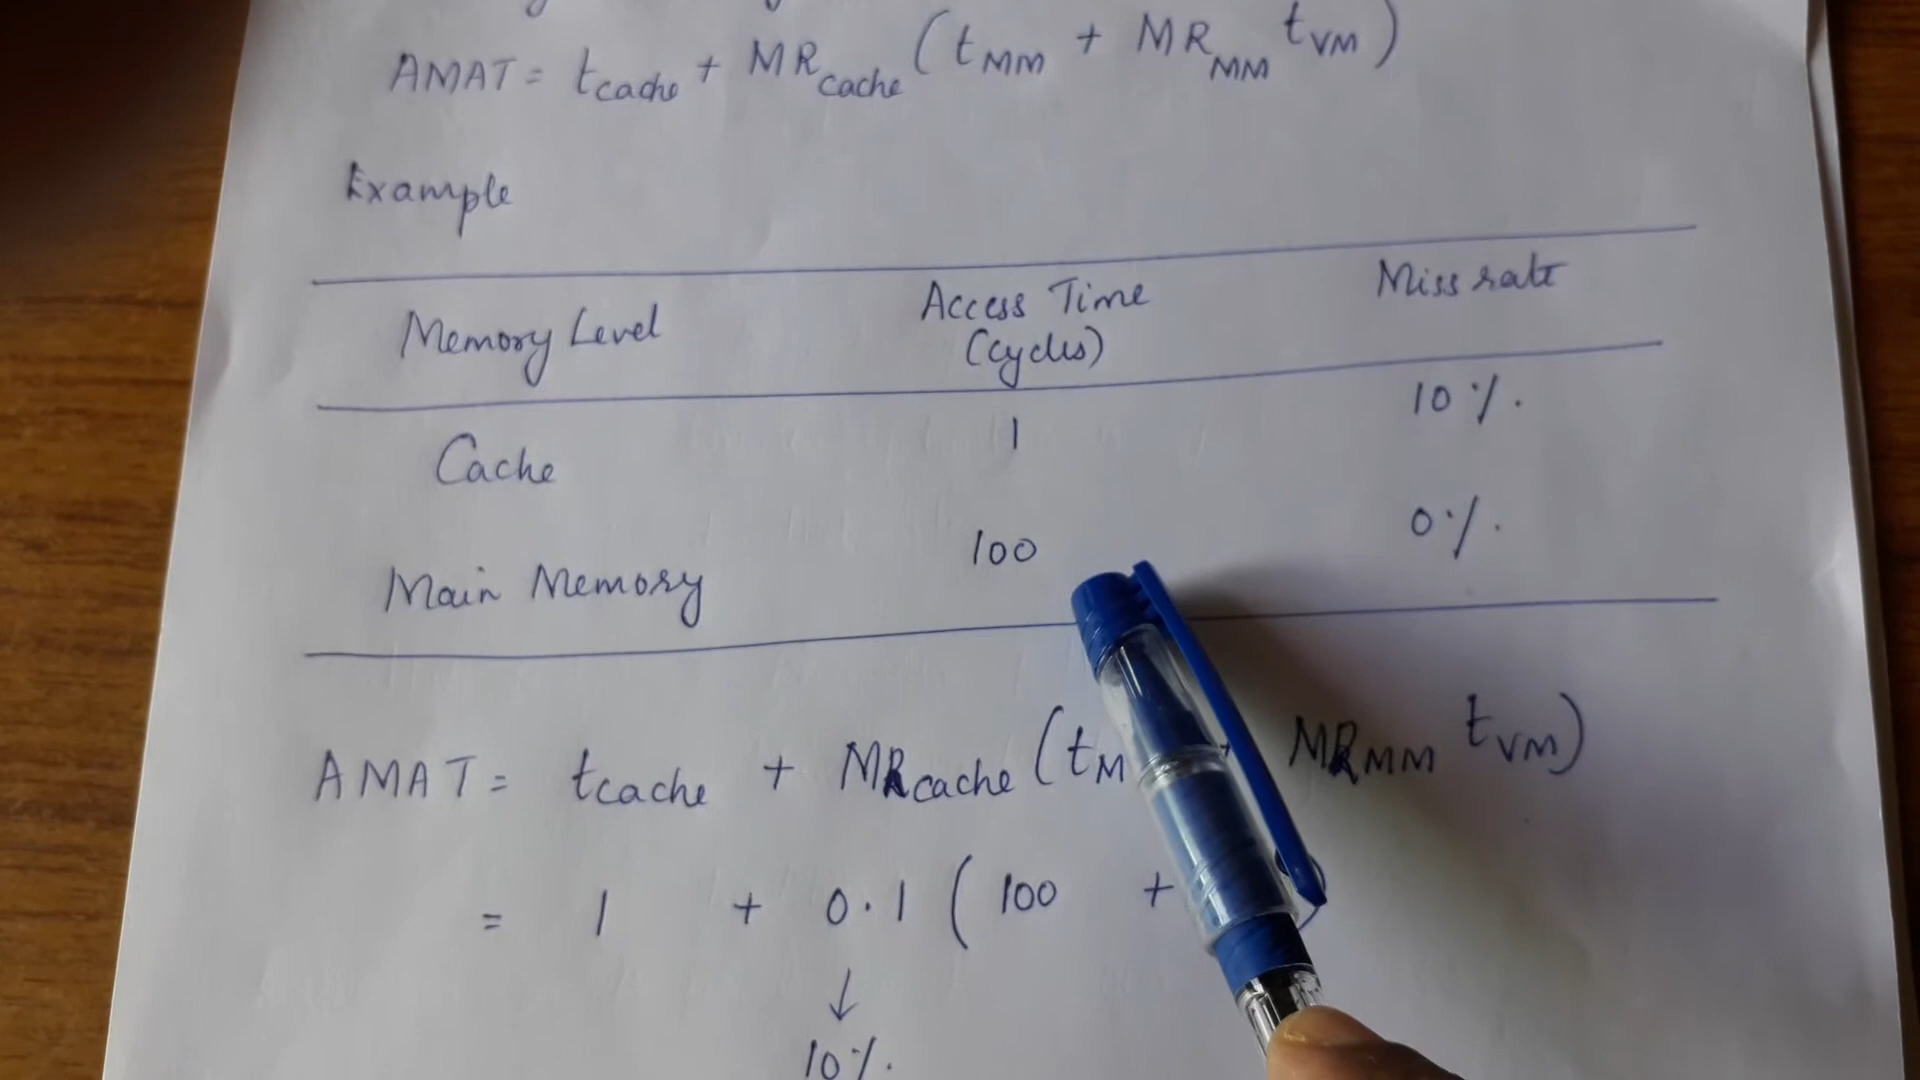 AMAT = tcache + MRcache (tMM + MRMM tVM)
Example
Memory Level Access Time (cycles) Miss rate
Cache 1 10%.
Main Memory 100 0%.
AMAT = tcache + MRcache (tM + MRMM tVM)
= 1 + 0.1 ( 100 + )
↓
10%.